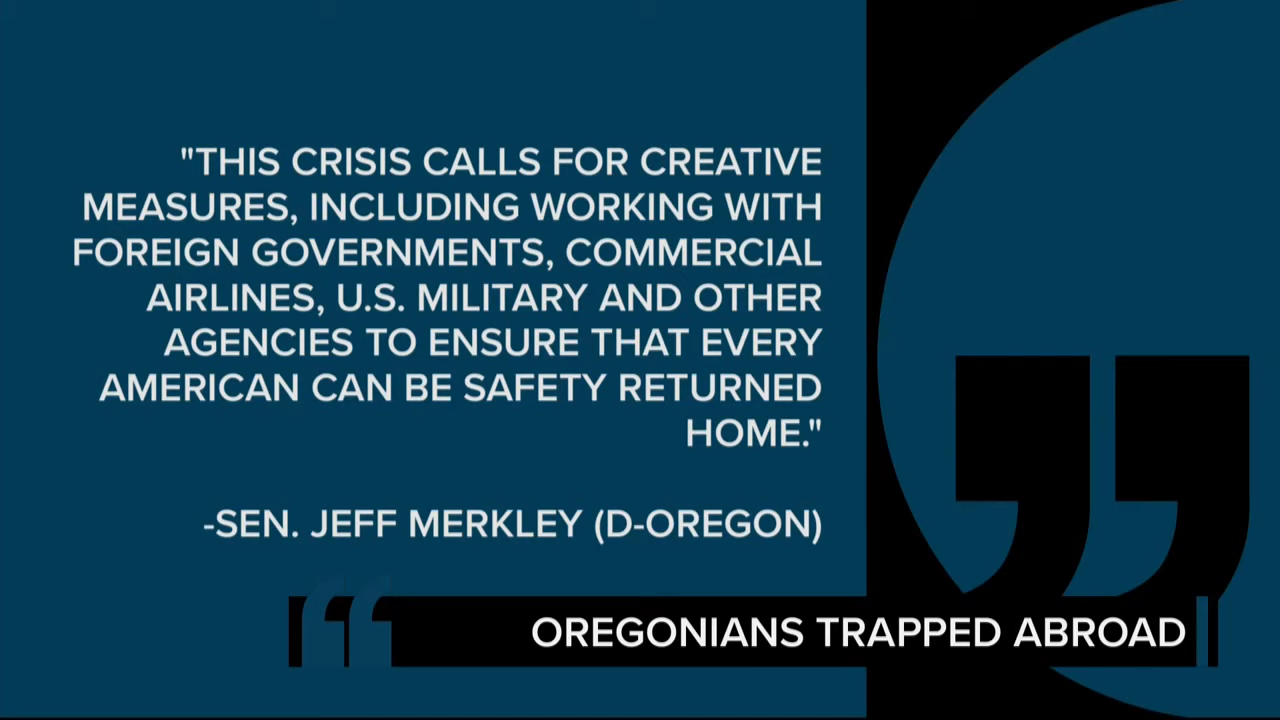 "THIS CRISIS CALLS FOR CREATIVE
MEASURES, INCLUDING WORKING WITH
FOREIGN GOVERNMENTS, COMMERCIAL
AIRLINES, U.S. MILITARY AND OTHER
AGENCIES TO ENSURE THAT EVERY
AMERICAN CAN BE SAFETY RETURNED
HOME."
-SEN. JEFF MERKLEY (D-OREGON)
OREGONIANS TRAPPED ABROAD